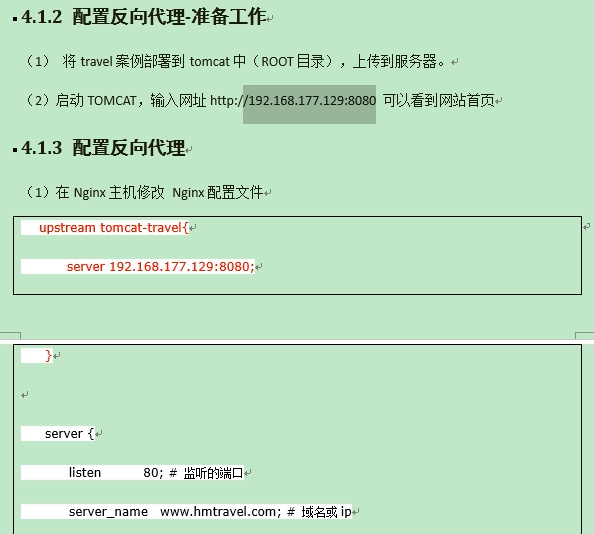 4.1.2 配置反向代理-准备工作
（1） 将 travel 案例部署到 tomcat 中（ROOT 目录），上传到服务器。
（2）启动 TOMCAT，输入网址 http://192.168.177.129:8080 可以看到网站首页
4.1.3 配置反向代理
（1）在 Nginx 主机修改 Nginx 配置文件
upstream tomcat-travel{
server 192.168.177.129:8080;
}
server {
listen 80; # 监听的端口
server_name www.hmtravel.com; # 域名或 ip